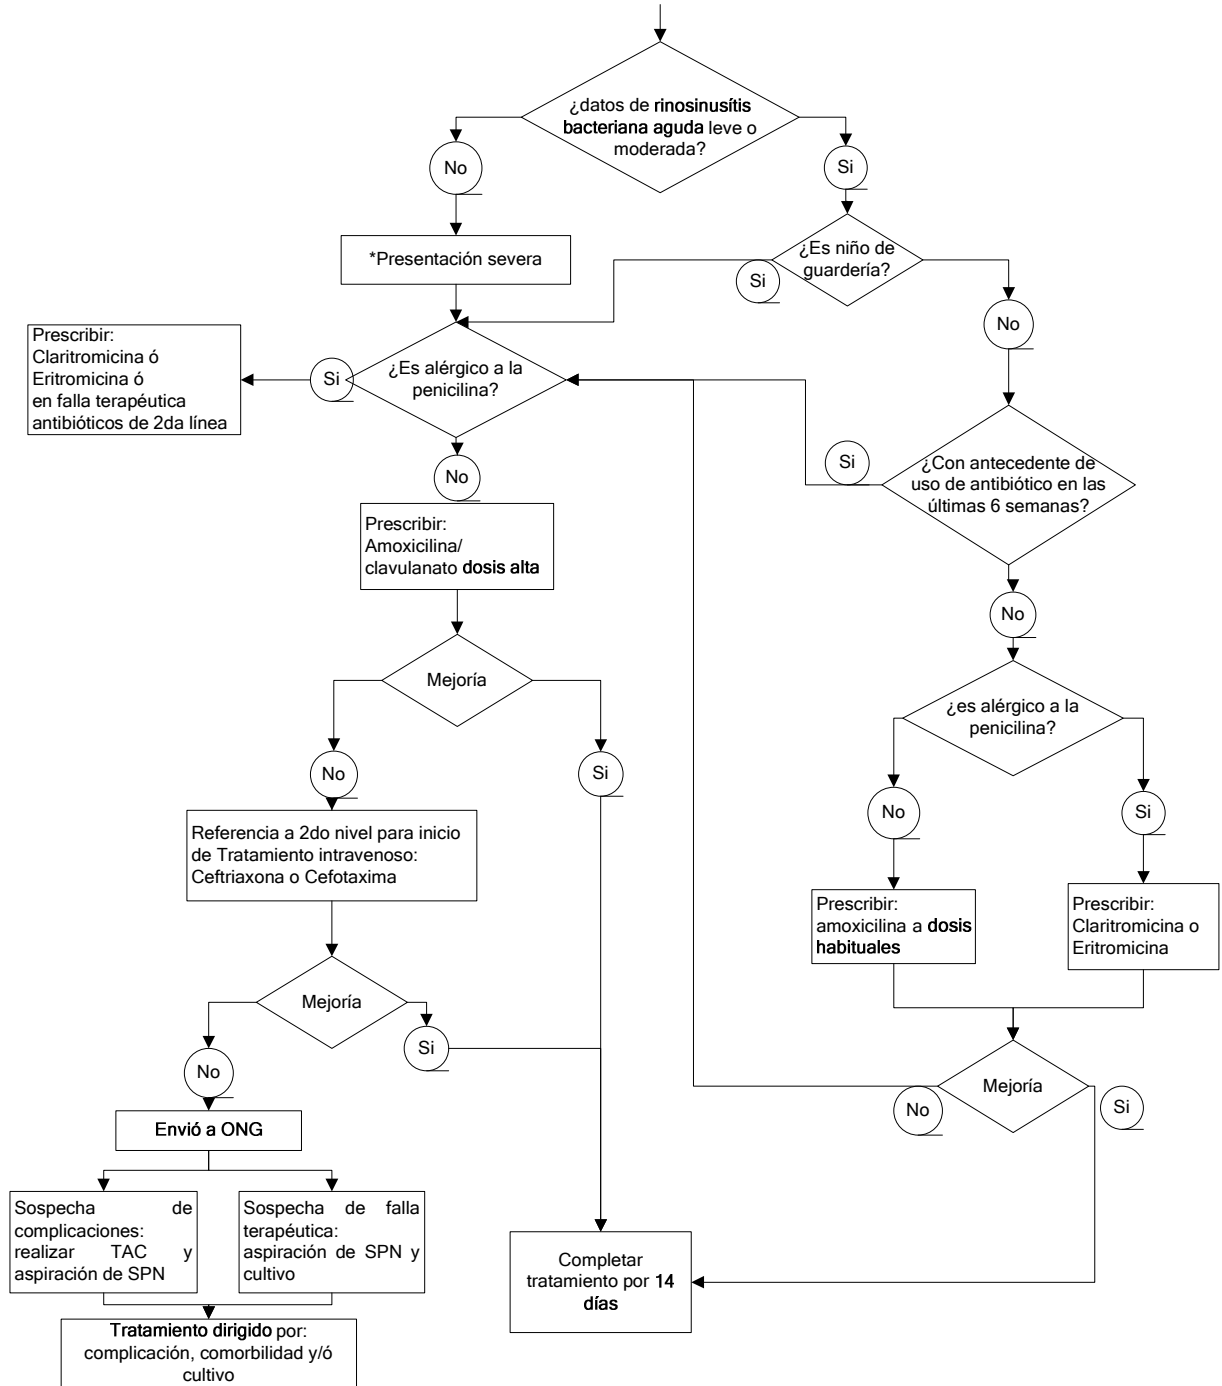 ¿datos de rinosinusítis
bacteriana aguda leve o
moderada?
No
Si
*Presentación severa
¿Es niño de
guardería?
Si
No
Prescribir:
Claritromicina ó
Eritromicina ó
en falla terapéutica
antibióticos de 2da línea
Si
¿Es alérgico a la
penicilina?
No
Si
¿Con antecedente de
uso de antibiótico en las
últimas 6 semanas?
Prescribir:
Amoxicilina/
clavulanato dosis alta
No
Mejoría
¿es alérgico a la
penicilina?
No
Si
No
Si
Referencia a 2do nivel para inicio
de Tratamiento intravenoso:
Ceftriaxona o Cefotaxima
Prescribir:
amoxicilina a dosis
habituales
Prescribir:
Claritromicina o
Eritromicina
Mejoría
Si
No
Mejoría
No
Si
Envió a ONG
Sospecha de
complicaciones:
realizar TAC y
aspiración de SPN
Sospecha de falla
terapéutica:
aspiración de SPN y
cultivo
Completar
tratamiento por 14
días
Tratamiento dirigido por:
complicación, comorbilidad y/ó
cultivo